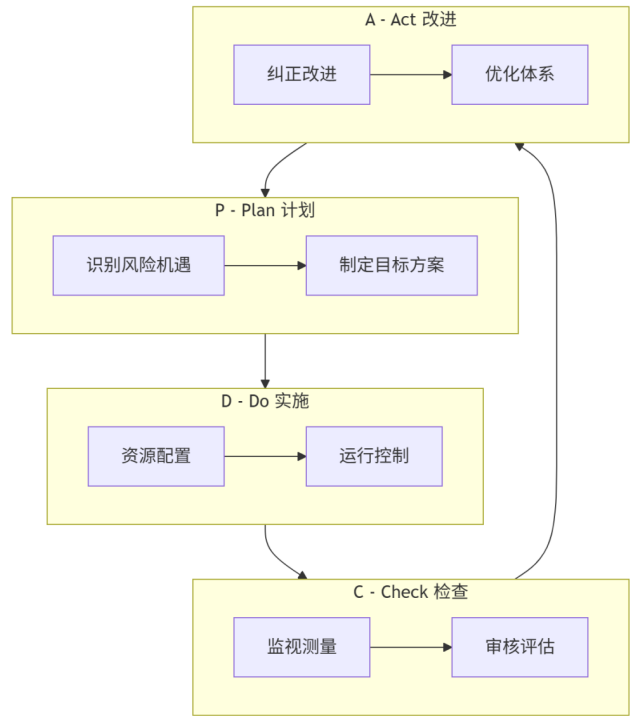 A - Act 改进
纠正改进
优化体系
P - Plan 计划
识别风险机遇
制定目标方案
D - Do 实施
资源配置
运行控制
C - Check 检查
监视测量
审核评估